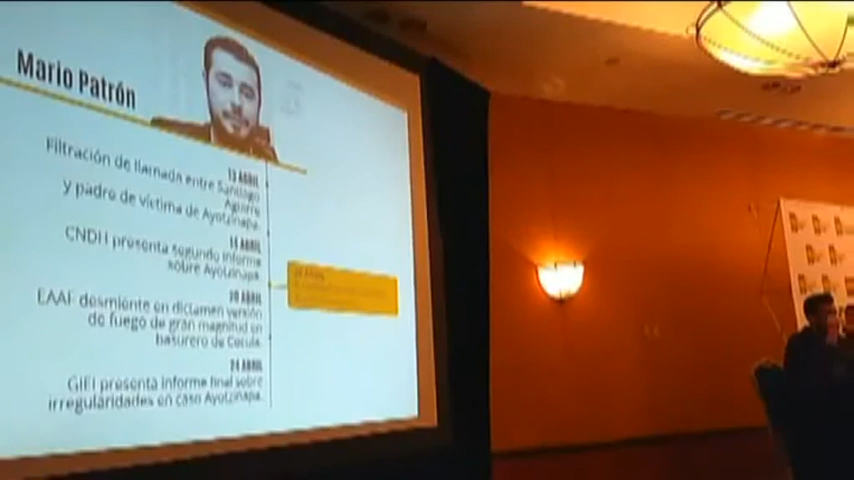 Mario Patrón
13 ABRIL
Filtración de llamada entre Santiago
Aguirre
y padre de víctima de Ayotzinapa.
ABRIL
CNDH presenta segundo informe
sobre Ayotzinapa.
ABRIL
EAAF desmiente en dictamen versión
de fuego de gran magnitud en
basurero de Cocula.
24 ABRIL
GIEI presenta informe final sobre
irregularidades en caso Ayotzinapa.